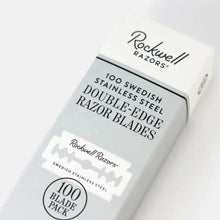 Rockwell
RAZORS®
100 SWEDISH
STAINLESS STEEL
DOUBLE-EDGE
RAZOR BLADES
Rockwell Razors®
SWEDISH STAINLESS STEEL
100
BLADE
PACK